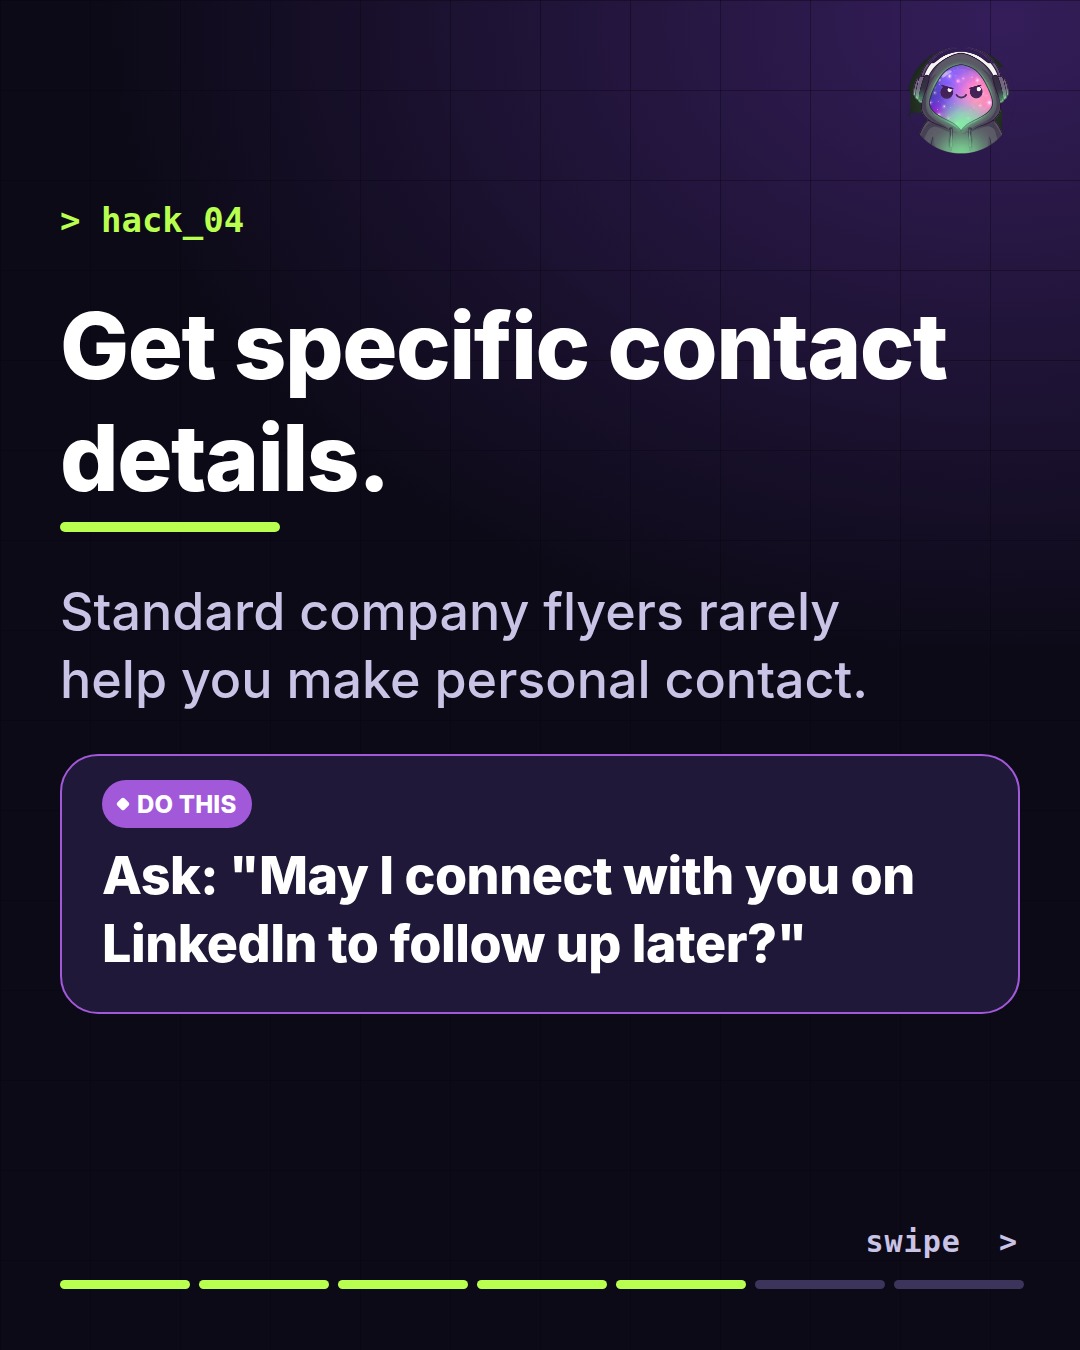 > hack_04
Get specific contact
details.
Standard company flyers rarely
help you make personal contact.
DO THIS
Ask: "May I connect with you on
LinkedIn to follow up later?"
swipe >